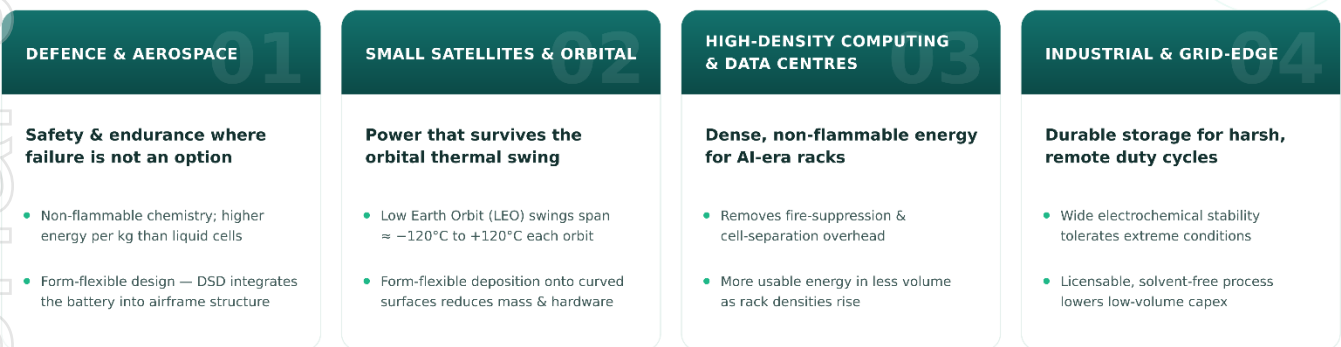 DEFENCE & AEROSPACE
01
Safety & endurance where
failure is not an option
Non-flammable chemistry; higher
energy per kg than liquid cells
Form-flexible design — DSD integrates
the battery into airframe structure
SMALL SATELLITES & ORBITAL
02
Power that survives the
orbital thermal swing
Low Earth Orbit (LEO) swings span
≈ −120°C to +120°C each orbit
Form-flexible deposition onto curved
surfaces reduces mass & hardware
HIGH-DENSITY COMPUTING
& DATA CENTRES
03
Dense, non-flammable energy
for AI-era racks
Removes fire-suppression &
cell-separation overhead
More usable energy in less volume
as rack densities rise
INDUSTRIAL & GRID-EDGE
04
Durable storage for harsh,
remote duty cycles
Wide electrochemical stability
tolerates extreme conditions
Licensable, solvent-free process
lowers low-volume capex